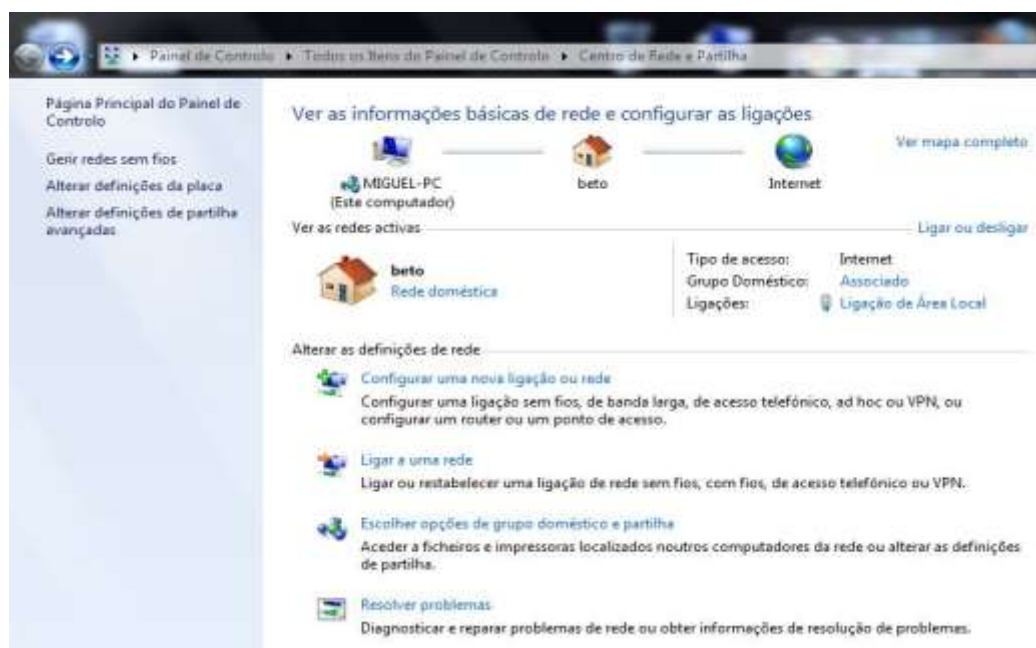 Painel de Controlo ▸ Todos os Itens do Painel de Controlo ▸ Centro de Rede e Partilha
Página Principal do Painel de
Controlo
Gerir redes sem fios
Alterar definições da placa
Alterar definições de partilha
avançadas
Ver as informações básicas de rede e configurar as ligações
Ver mapa completo
MIGUEL-PC
(Este computador)
beto
Internet
Ver as redes activas
Ligar ou desligar
beto
Rede doméstica
Tipo de acesso: Internet
Grupo Doméstico: Associado
Ligações: Ligação de Área Local
Alterar as definições de rede
Configurar uma nova ligação ou rede
Configurar uma ligação sem fios, de banda larga, de acesso telefónico, ad hoc ou VPN, ou
configurar um router ou um ponto de acesso.
Ligar a uma rede
Ligar ou restabelecer uma ligação de rede sem fios, com fios, de acesso telefónico ou VPN.
Escolher opções de grupo doméstico e partilha
Aceder a ficheiros e impressoras localizados noutros computadores da rede ou alterar as definições
de partilha.
Resolver problemas
Diagnosticar e reparar problemas de rede ou obter informações de resolução de problemas.